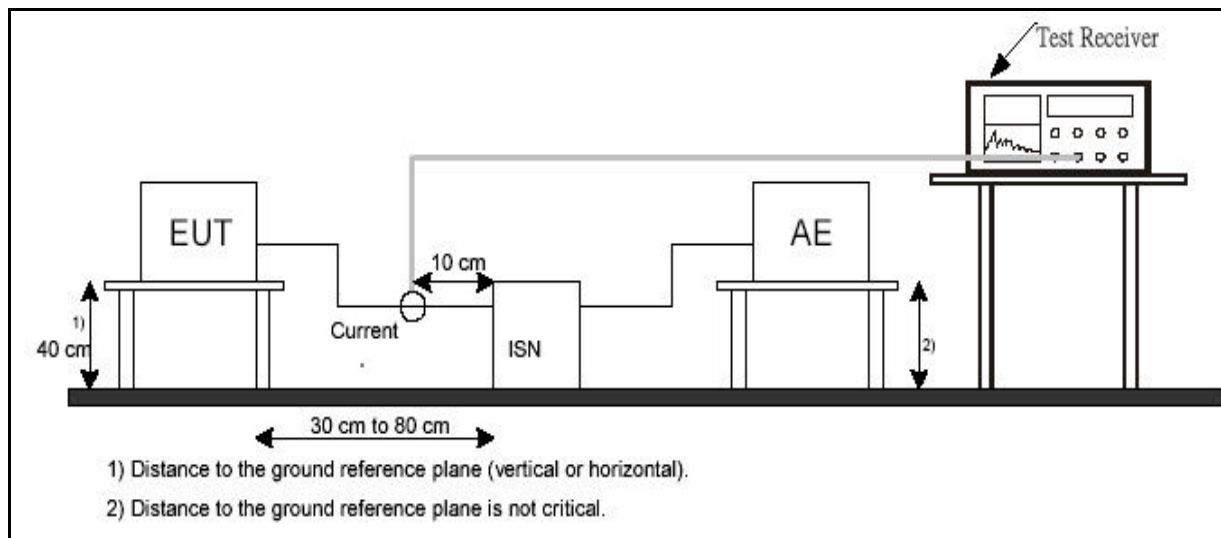 Test Receiver
EUT
AE
10 cm
1)
40 cm
Current
ISN
2)
30 cm to 80 cm
1) Distance to the ground reference plane (vertical or horizontal).
2) Distance to the ground reference plane is not critical.